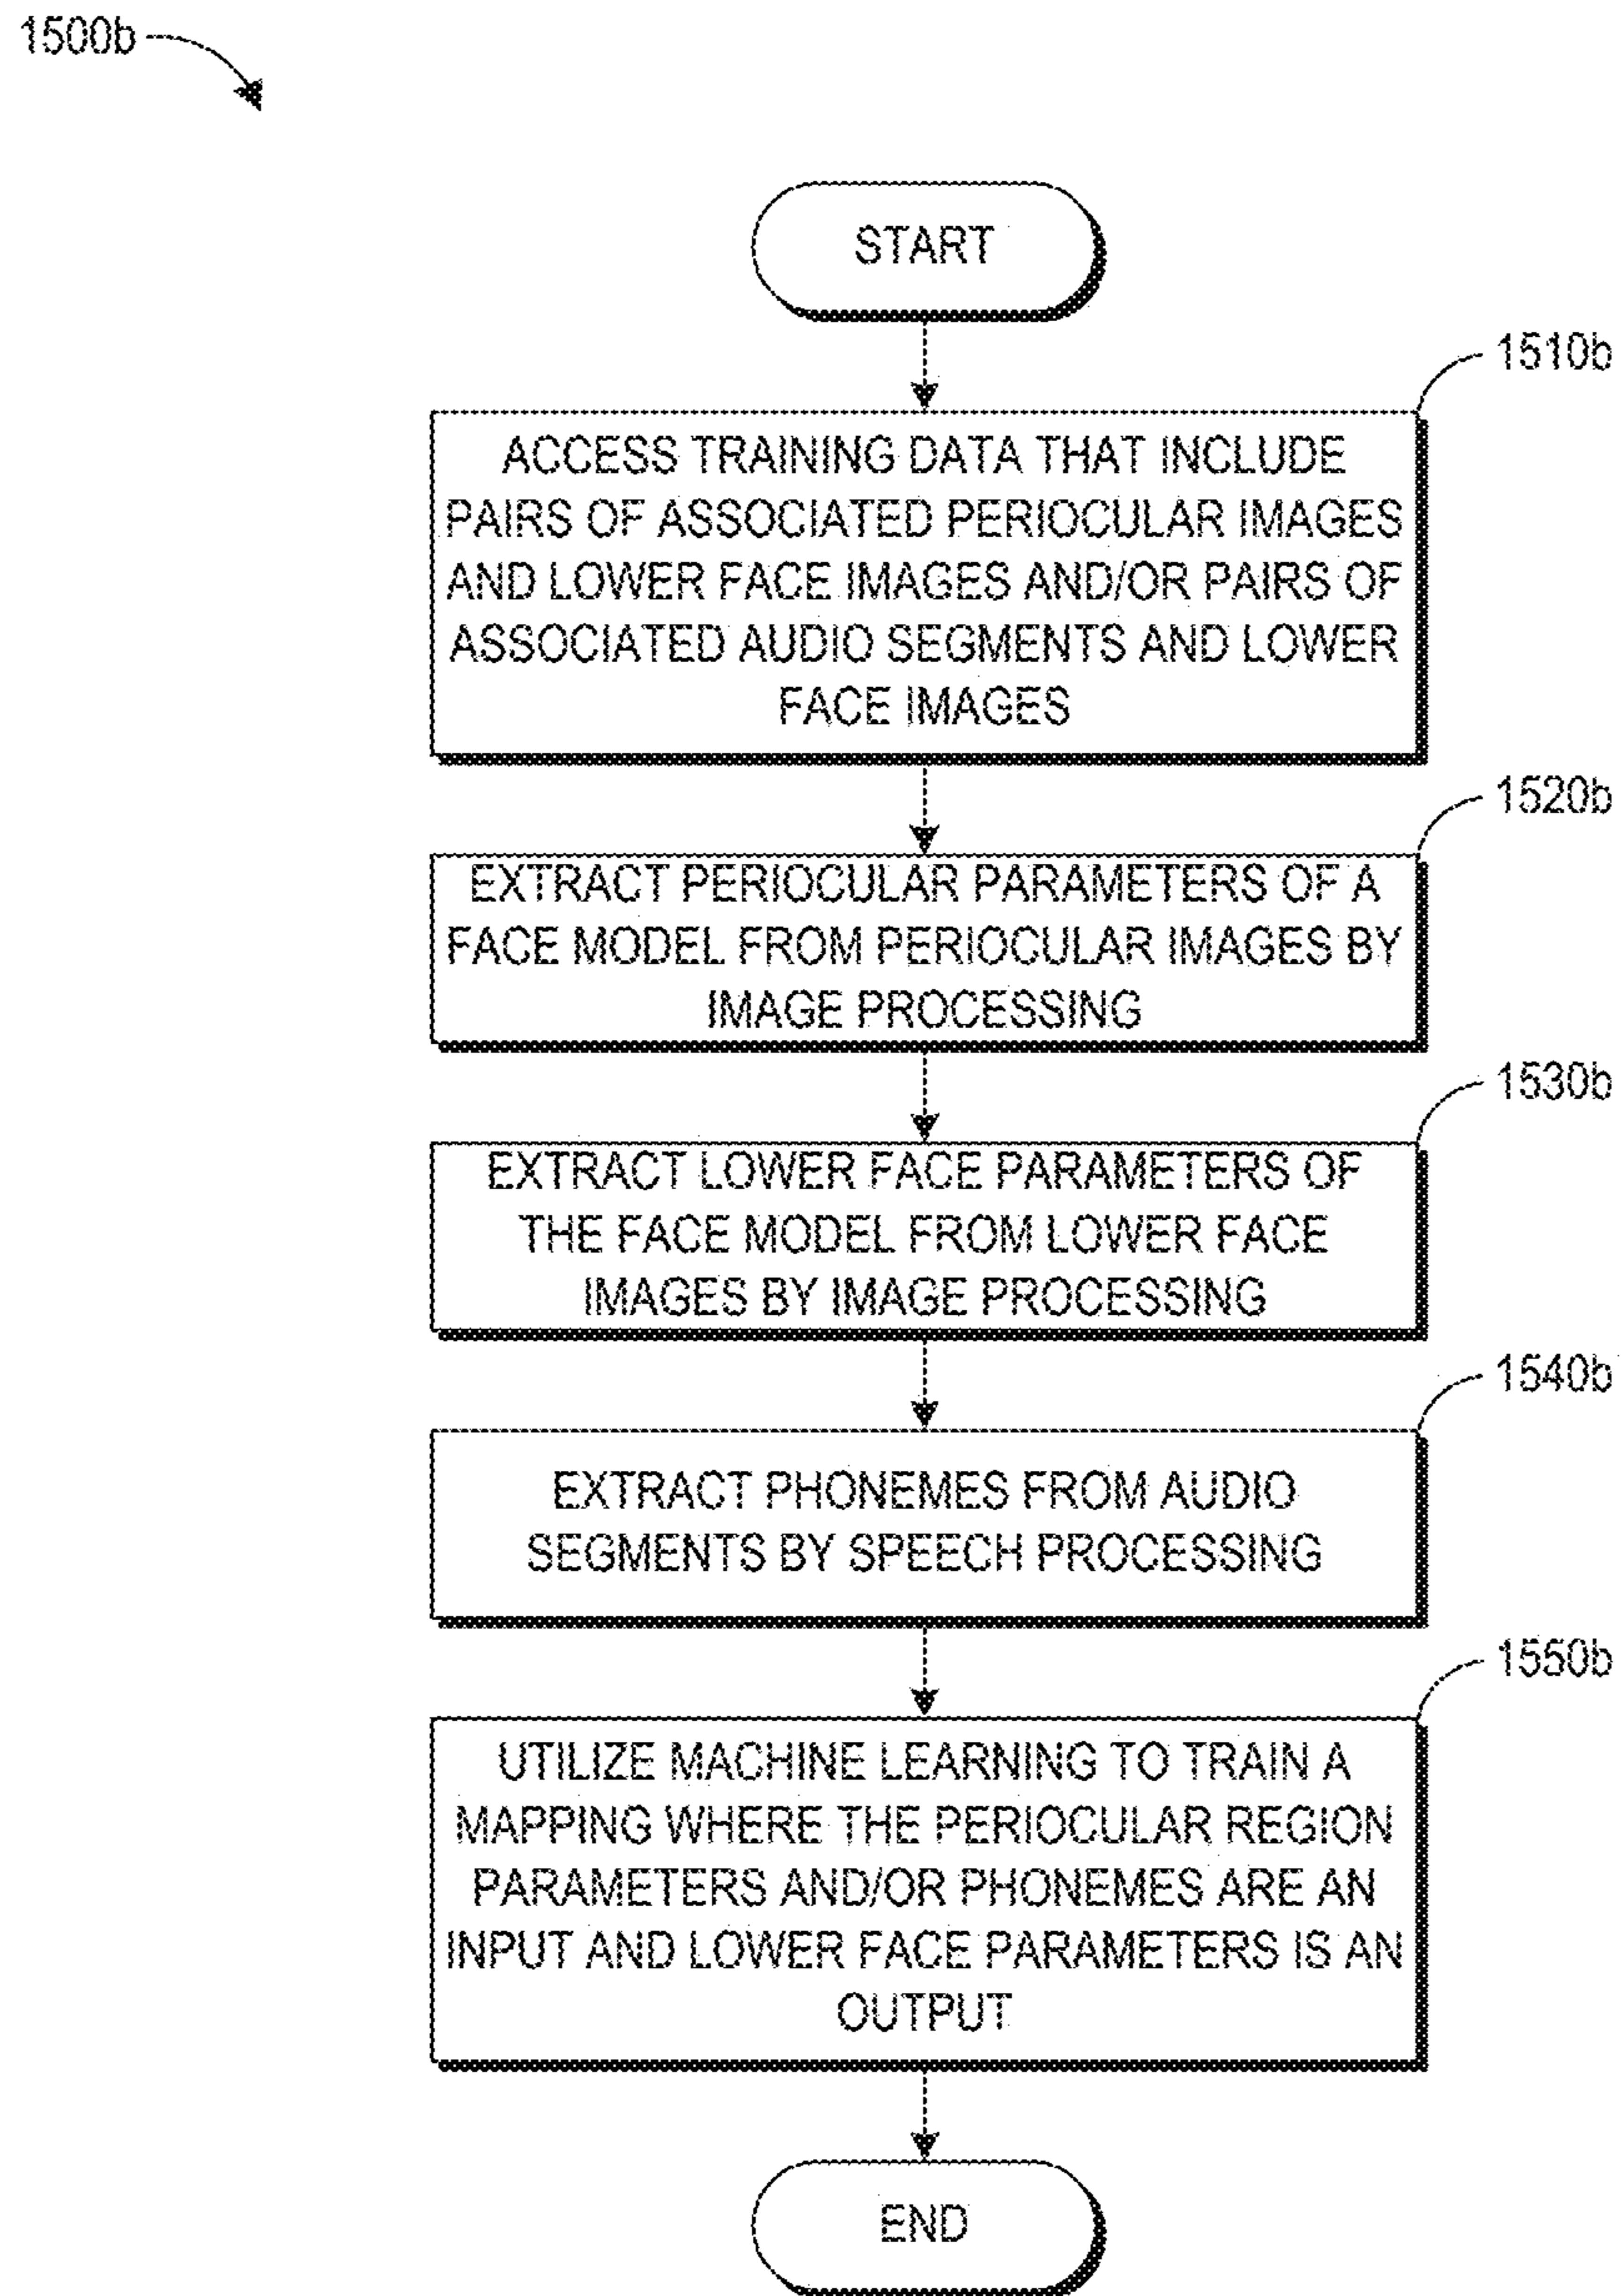 1500b
START
1510b
ACCESS TRAINING DATA THAT INCLUDE
PAIRS OF ASSOCIATED PERIOCULAR IMAGES
AND LOWER FACE IMAGES AND/OR PAIRS OF
ASSOCIATED AUDIO SEGMENTS AND LOWER
FACE IMAGES
1520b
EXTRACT PERIOCULAR PARAMETERS OF A
FACE MODEL FROM PERIOCULAR IMAGES BY
IMAGE PROCESSING
1530b
EXTRACT LOWER FACE PARAMETERS OF
THE FACE MODEL FROM LOWER FACE
IMAGES BY IMAGE PROCESSING
1540b
EXTRACT PHONEMES FROM AUDIO
SEGMENTS BY SPEECH PROCESSING
1550b
UTILIZE MACHINE LEARNING TO TRAIN A
MAPPING WHERE THE PERIOCULAR REGION
PARAMETERS AND/OR PHONEMES ARE AN
INPUT AND LOWER FACE PARAMETERS IS AN
OUTPUT
END